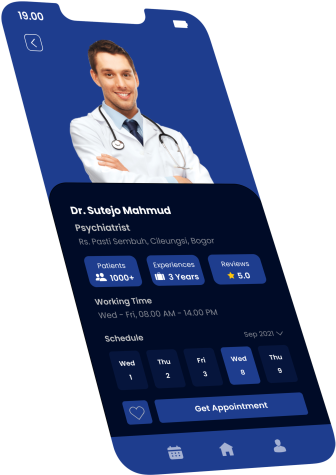 19.00
Dr. Sutejo Mahmud
Psychiatrist
Rs. Pasti Sembuh, Cileungsi, Bogor
Patients Experiences Reviews
1000+ 3 Years 5.0
Working Time
Wed - Fri, 08.00 AM - 14.00 PM
Schedule Sep 2021
Wed Thu Fri Wed Thu
1 2 3 8 9
Get Appointment